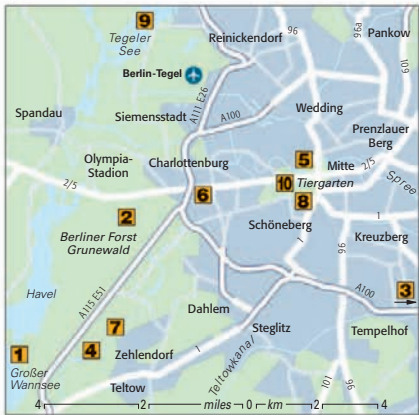 9
Tegeler
See
Reinickendorf
96
96a
Pankow
109
Berlin-Tegel
A111 E26
A100
Wedding
Spandau
Siemensstadt
Prenzlauer
Berg
Olympia-
Stadion
Charlottenburg
5
Mitte
2/5
2/5
10
Tiergarten
Spree
6
8
2
Schöneberg
1
Berliner Forst
Grunewald
Kreuzberg
1
96
Havel
A115 E51
A100
3
Dahlem
7
Steglitz
Tempelhof
1
4
Zehlendorf
1
Großer
Wannsee
Teltow
Teltowkanal
101
96
4 2 miles 0 km 2 4